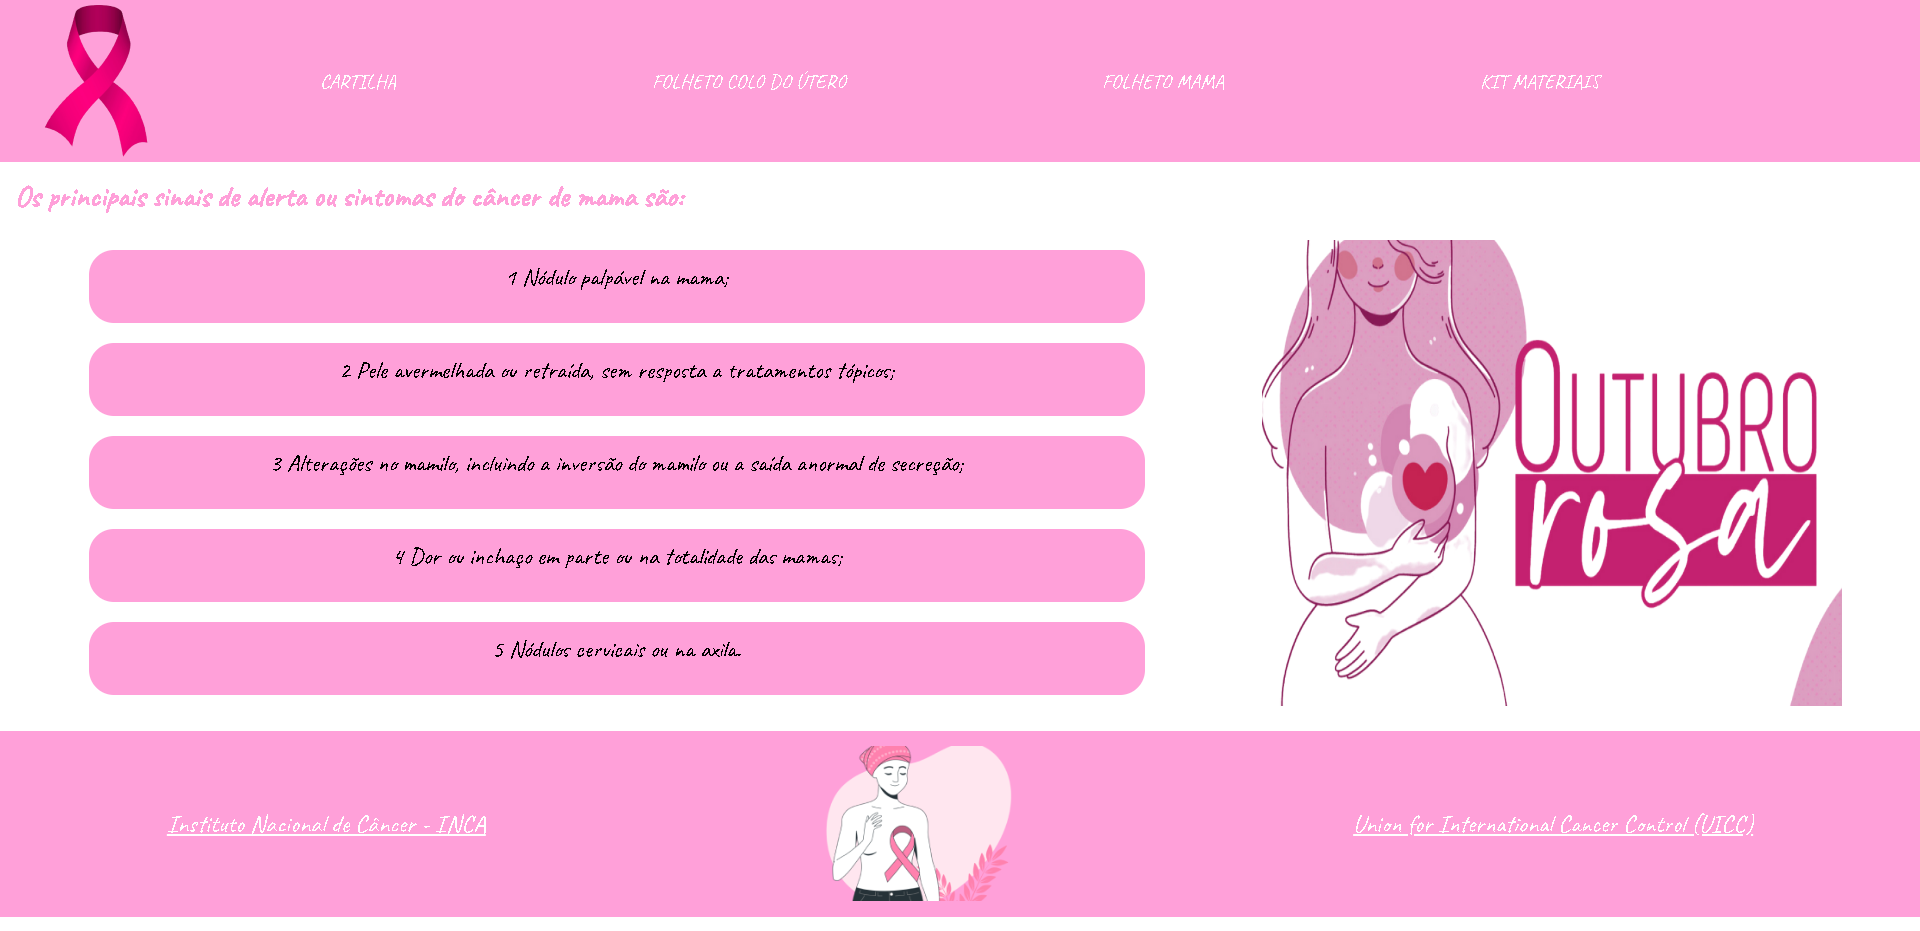 CARTILHA
FOLHETO COLO DO ÚTERO
FOLHETO MAMA
KIT MATERIAIS
Os principais sinais de alerta ou sintomas do câncer de mama são:
1 Nódulo palpável na mama;
2 Pele avermelhada ou retraída, sem resposta a tratamentos tópicos;
3 Alterações no mamilo, incluindo a inversão do mamilo ou a saída anormal de secreção;
4 Dor ou inchaço em parte ou na totalidade das mamas;
5 Nódulos cervicais ou na axila.
OUTUBRO
rosa
Instituto Nacional de Câncer - INCA
Union for International Cancer Control (UICC)